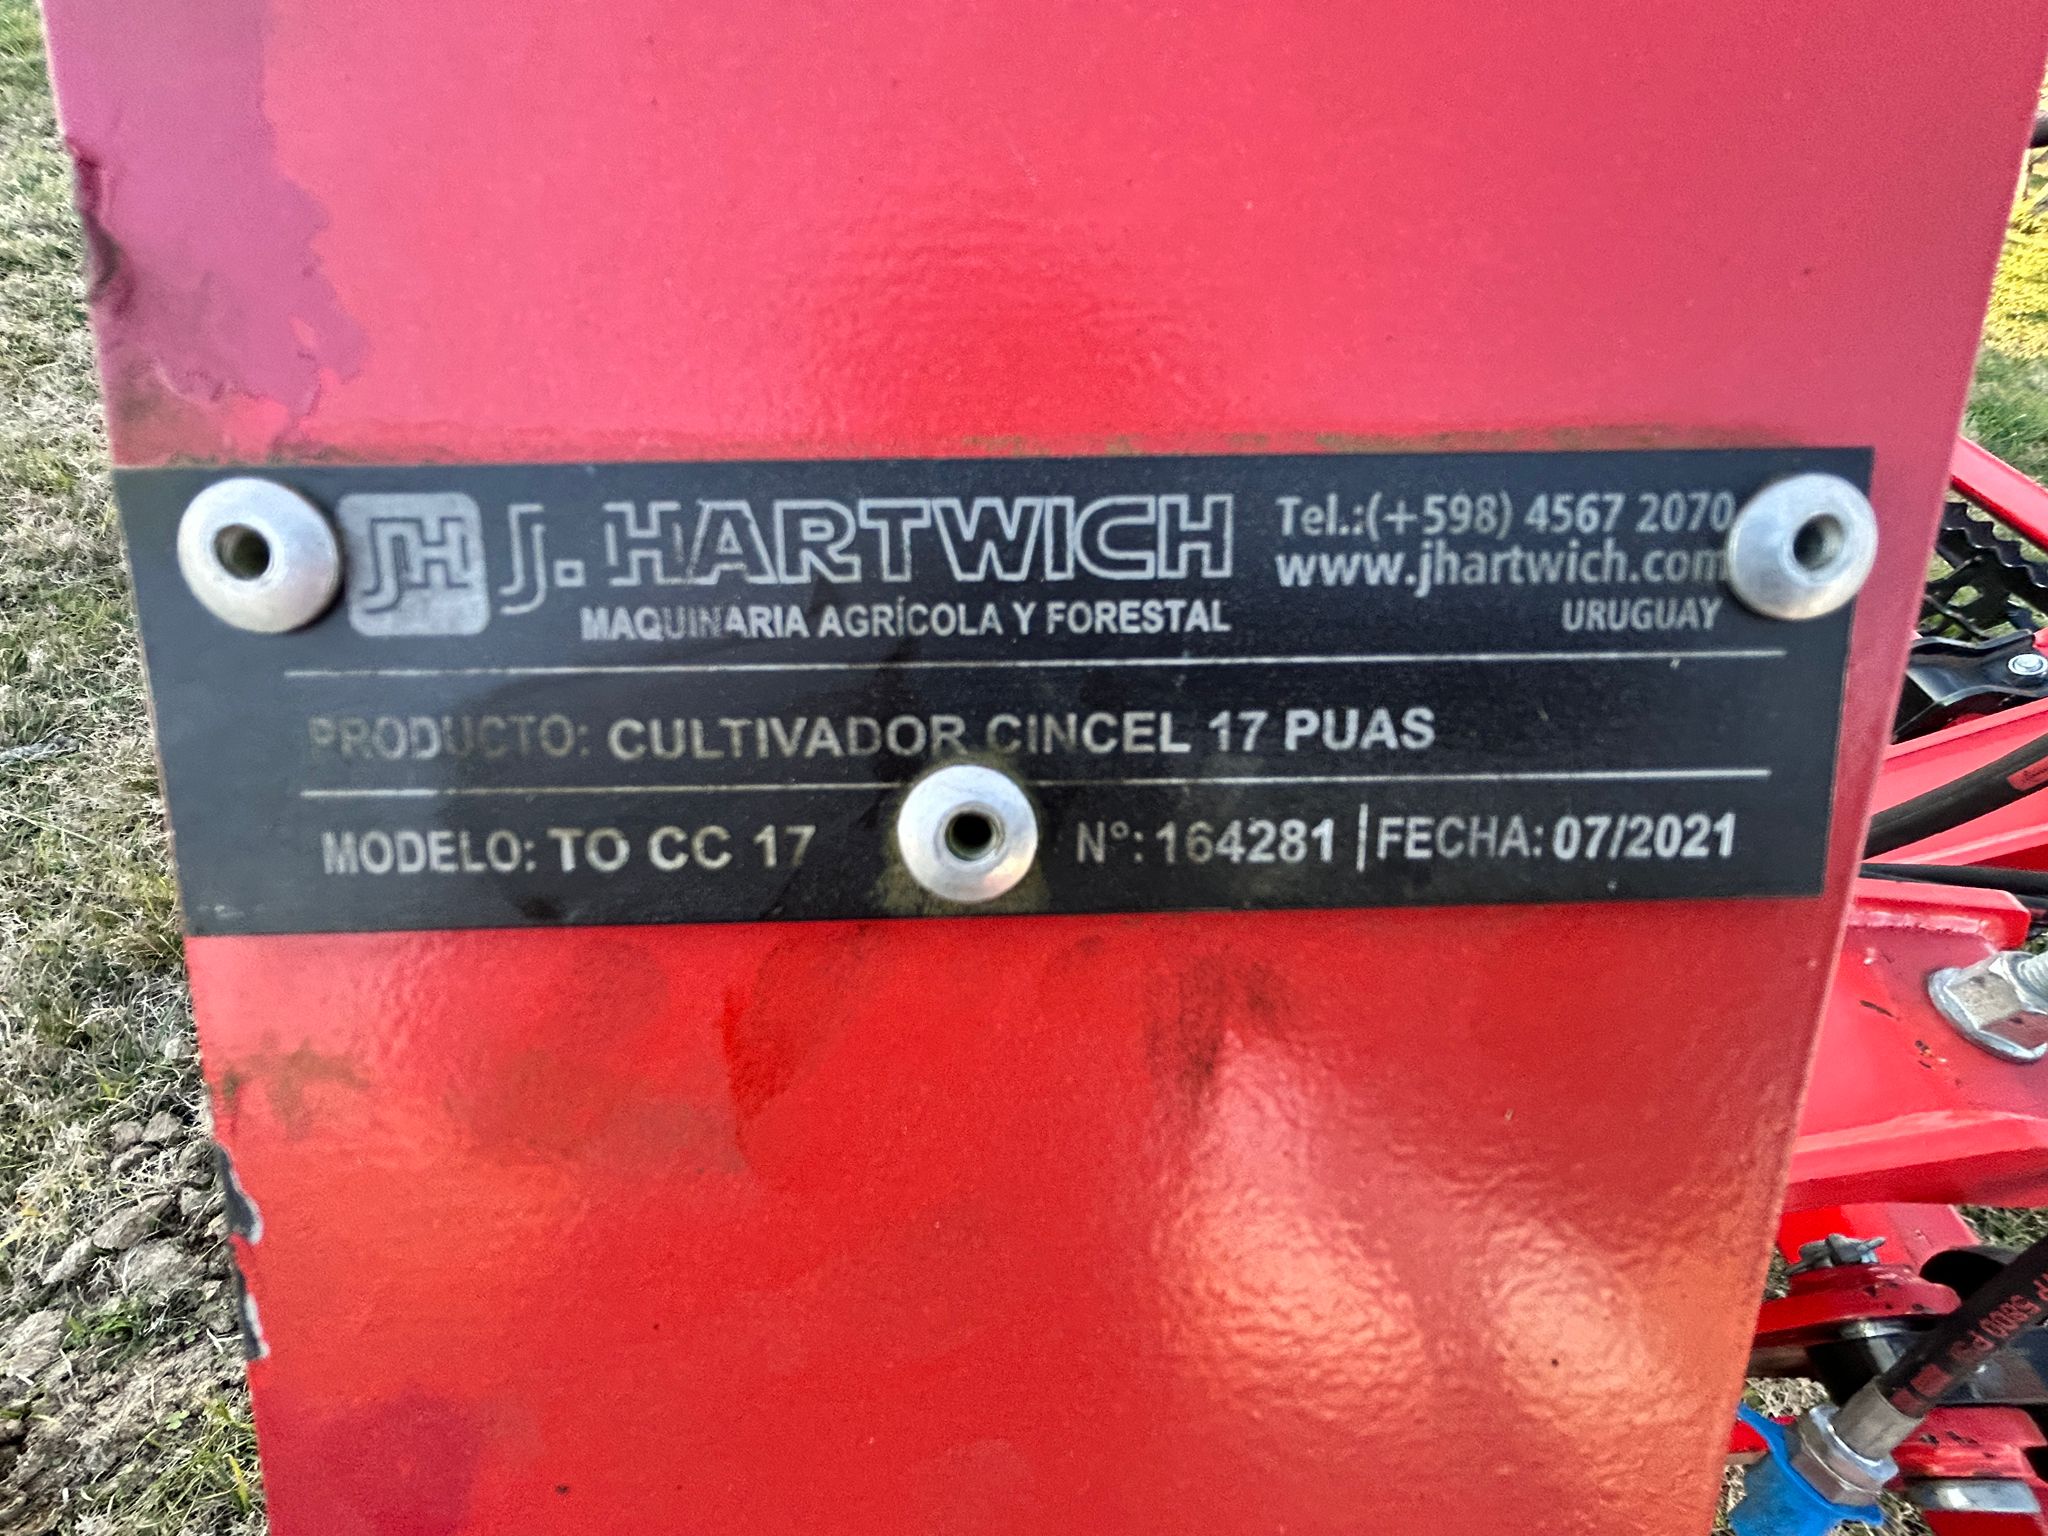 JH J. HARTWICH
MAQUINARIA AGRÍCOLA Y FORESTAL
Tel.:(+598) 4567 2070
www.jhartwich.com
URUGUAY
PRODUCTO: CULTIVADOR CINCEL 17 PUAS
MODELO: TO CC 17
Nº: 164281 | FECHA: 07/2021